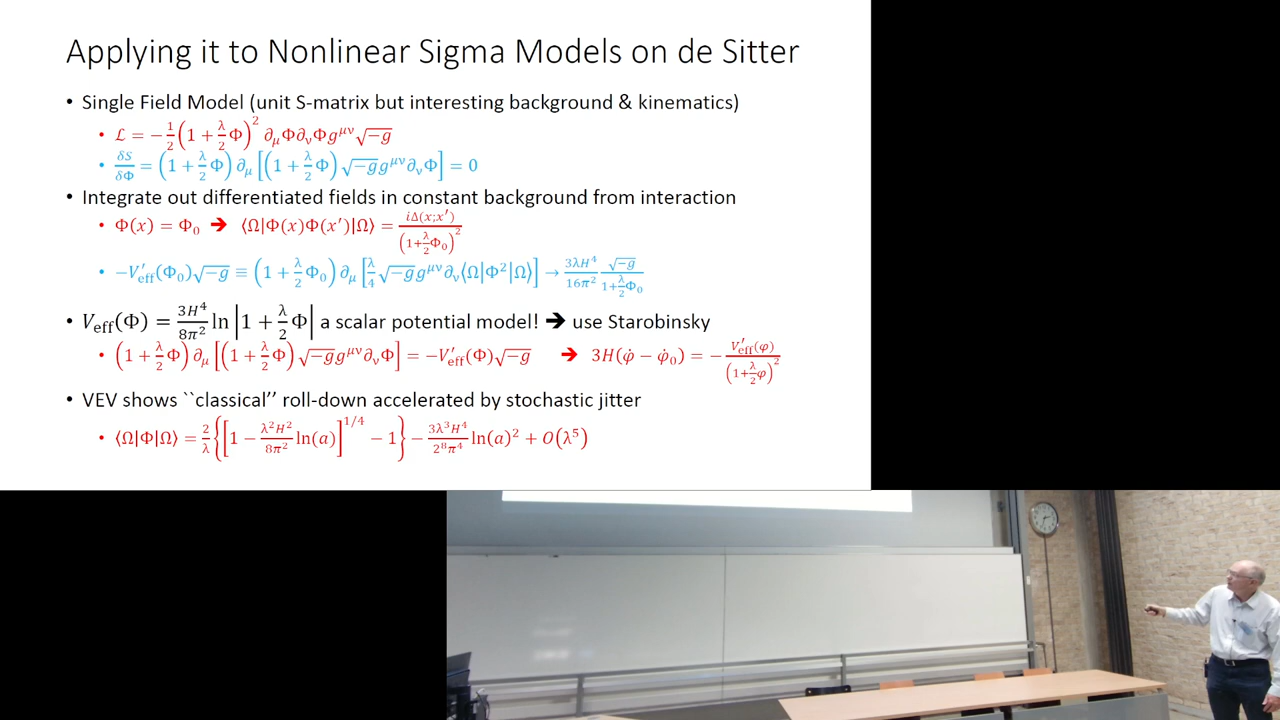 Applying it to Nonlinear Sigma Models on de Sitter
• Single Field Model (unit S-matrix but interesting background & kinematics)
• ℒ = −1/2(1 + λ/2 Φ)² ∂_μΦ∂_νΦg^{μν}√−g
• δS/δΦ = (1 + λ/2 Φ) ∂_μ[(1 + λ/2 Φ) √−g g^{μν}∂_νΦ] = 0
• Integrate out differentiated fields in constant background from interaction
• Φ(x) = Φ₀ ➔ ⟨Ω|Φ(x)Φ(x′)|Ω⟩ = iΔ(x;x′)/(1+λ/2 Φ₀)²
• −V′_eff(Φ₀)√−g ≡ (1 + λ/2 Φ₀) ∂_μ[λ/4 √−g g^{μν}∂_ν⟨Ω|Φ²|Ω⟩] → 3λH⁴/16π² √−g/(1+λ/2 Φ₀)
• V_eff(Φ) = 3H⁴/8π² ln|1 + λ/2 Φ| a scalar potential model! ➔ use Starobinsky
• (1 + λ/2 Φ) ∂_μ[(1 + λ/2 Φ) √−g g^{μν}∂_νΦ] = −V′_eff(Φ)√−g ➔ 3H(φ̇ − φ̇₀) = − V′_eff(φ)/(1+λ/2 φ)²
• VEV shows ``classical'' roll-down accelerated by stochastic jitter
• ⟨Ω|Φ|Ω⟩ = 2/λ {[1 − λ²H²/8π² ln(a)]^{1/4} − 1} − 3λ³H⁴/2⁸π⁴ ln(a)² + O(λ⁵)